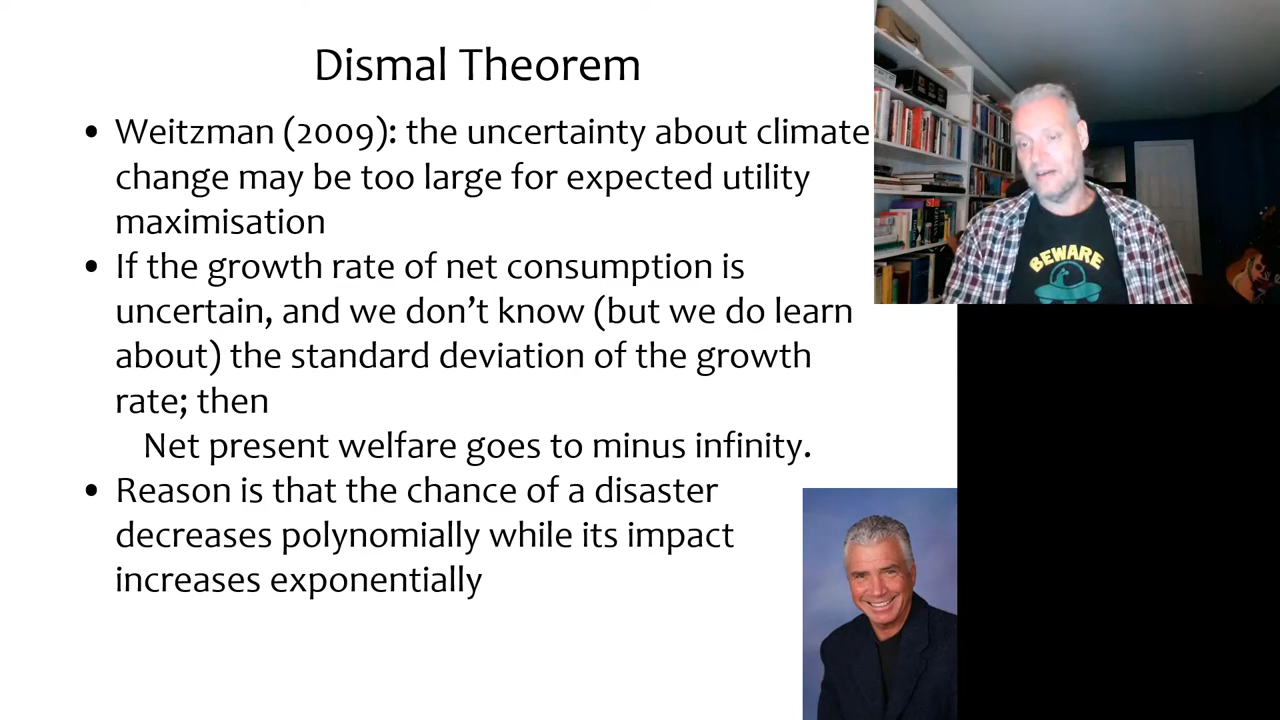 Dismal Theorem
• Weitzman (2009): the uncertainty about climate
change may be too large for expected utility
maximisation
• If the growth rate of net consumption is
uncertain, and we don’t know (but we do learn
about) the standard deviation of the growth
rate; then
Net present welfare goes to minus infinity.
• Reason is that the chance of a disaster
decreases polynomially while its impact
increases exponentially
BEWARE